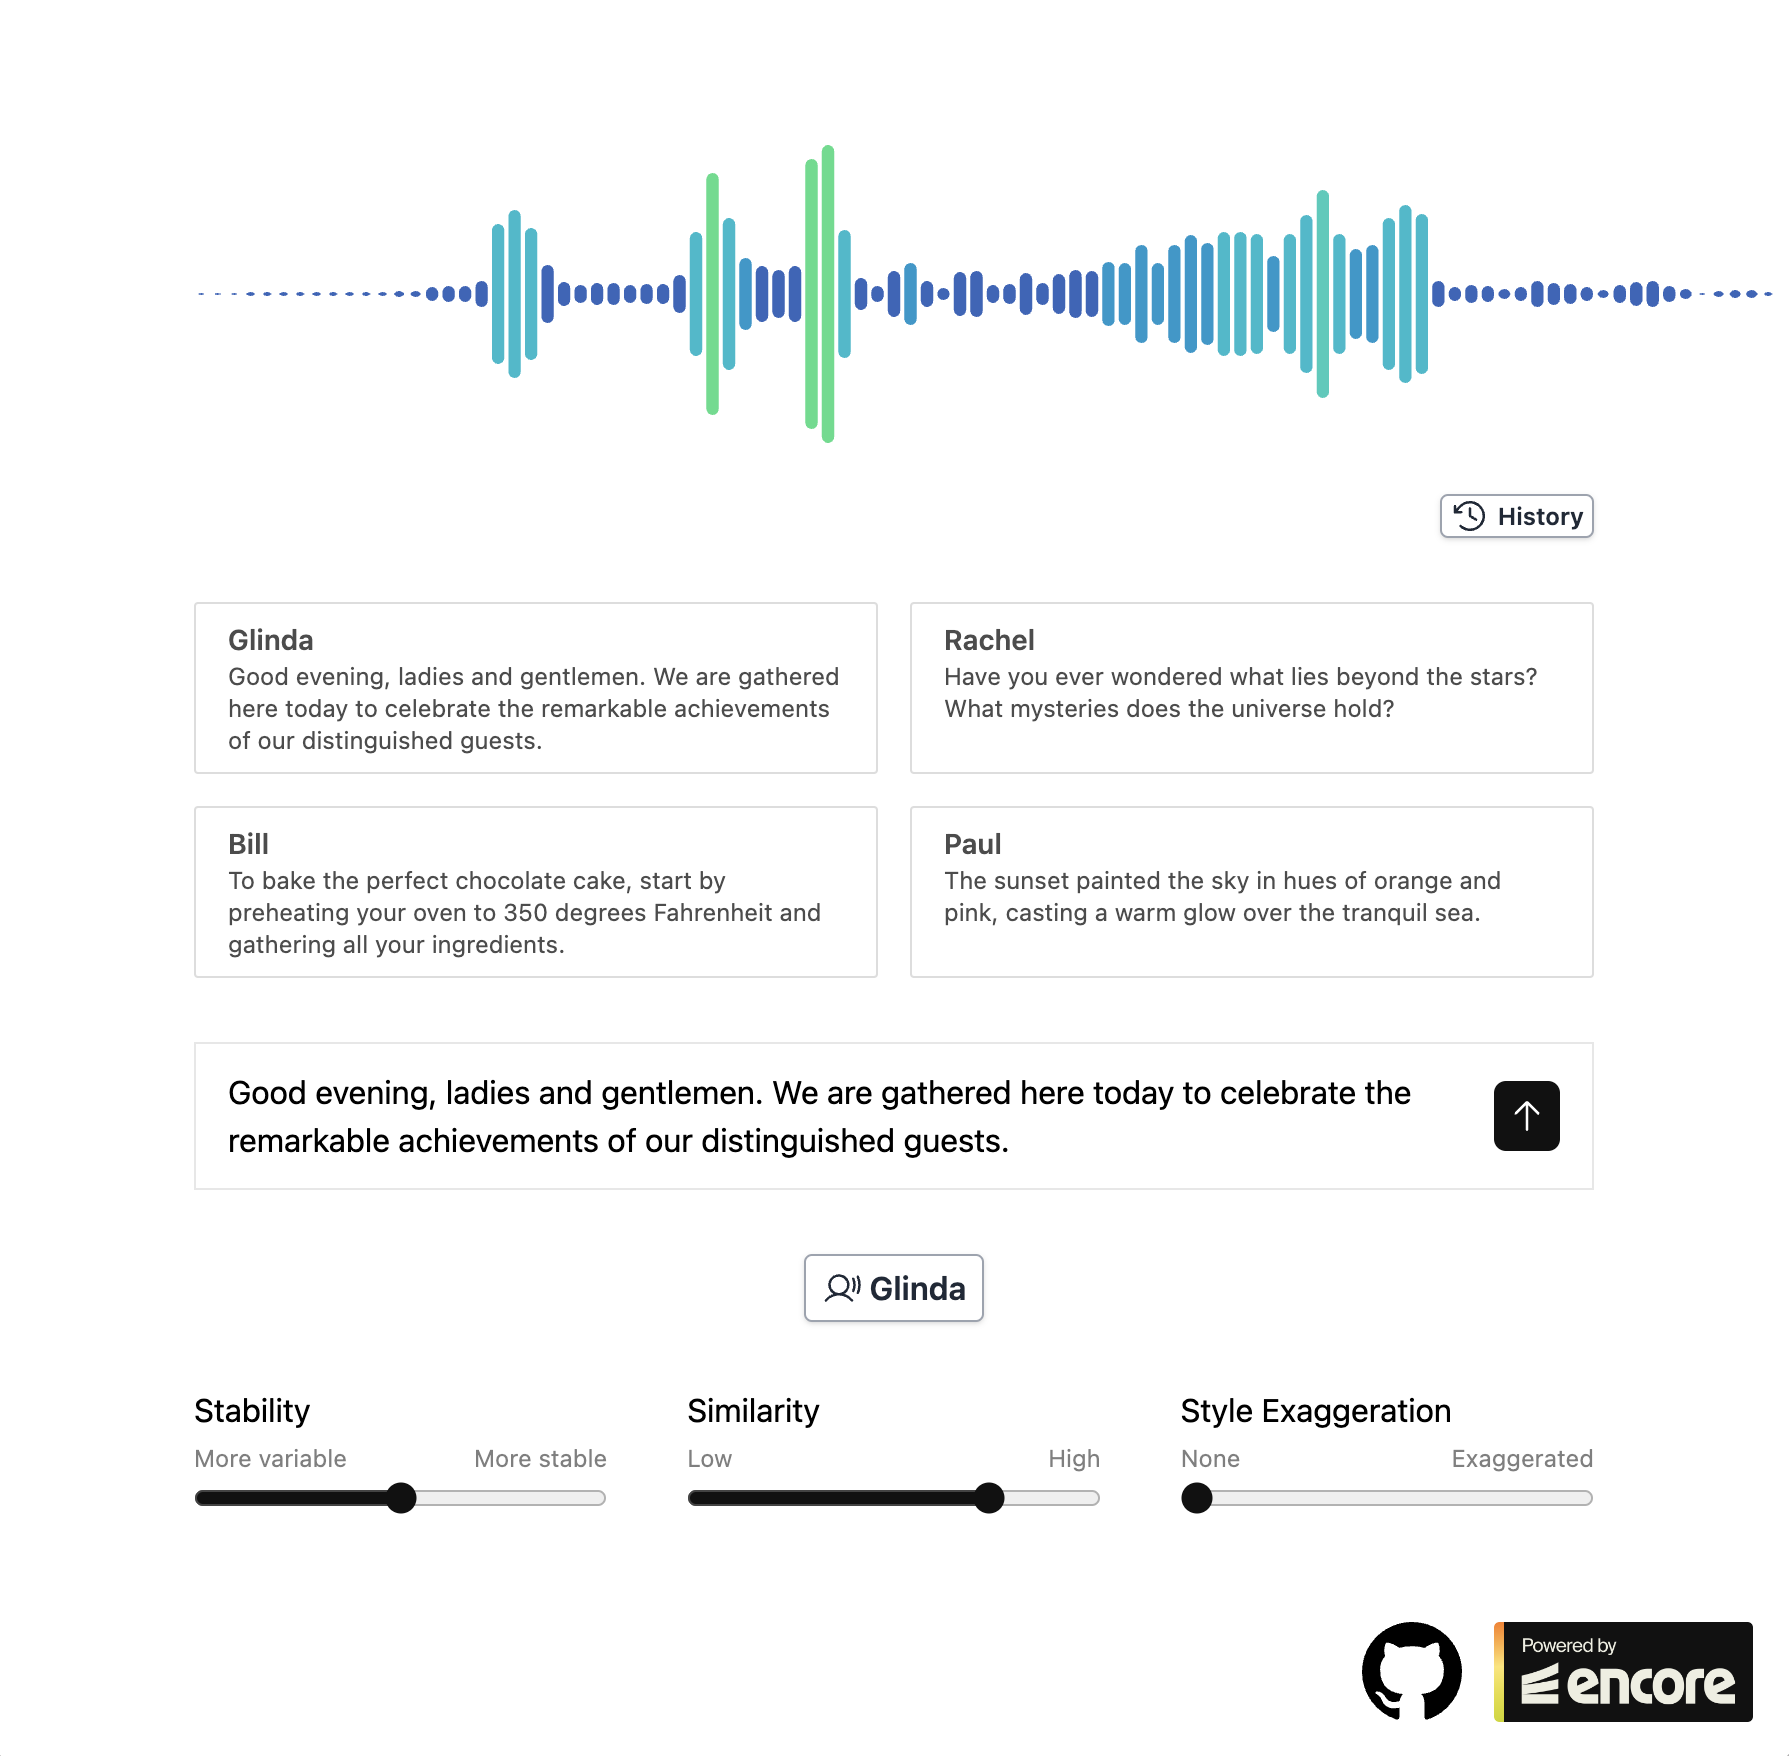 History
Glinda
Good evening, ladies and gentlemen. We are gathered
here today to celebrate the remarkable achievements
of our distinguished guests.
Rachel
Have you ever wondered what lies beyond the stars?
What mysteries does the universe hold?
Bill
To bake the perfect chocolate cake, start by
preheating your oven to 350 degrees Fahrenheit and
gathering all your ingredients.
Paul
The sunset painted the sky in hues of orange and
pink, casting a warm glow over the tranquil sea.
Good evening, ladies and gentlemen. We are gathered here today to celebrate the
remarkable achievements of our distinguished guests.
Glinda
Stability
More variable More stable
Similarity
Low High
Style Exaggeration
None Exaggerated
Powered by
encore